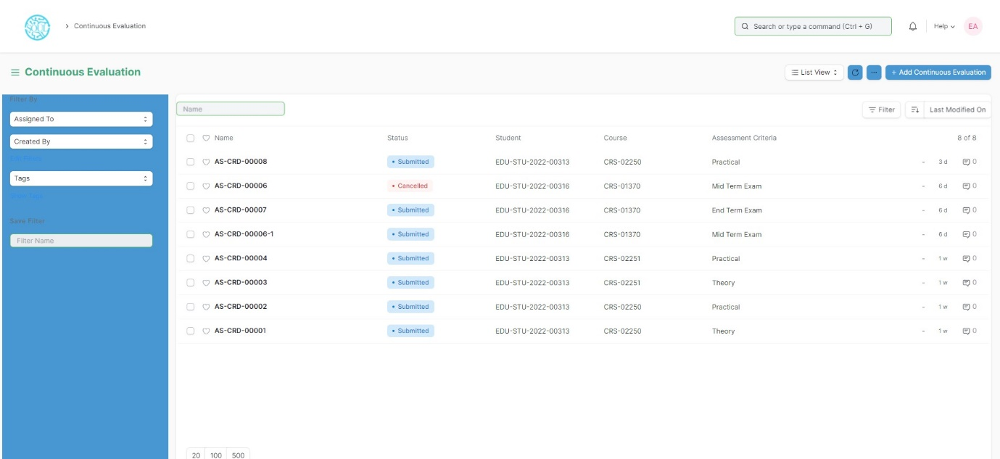 Continuous Evaluation
Search or type a command (Ctrl + G)
Help
EA
Continuous Evaluation
List View
+ Add Continuous Evaluation
Filter By
Assigned To
Created By
Edit Filters
Tags
Show Tags
Save Filter
Filter Name
Name
Filter
Last Modified On
Name Status Student Course Assessment Criteria 8 of 8
AS-CRD-00008 • Submitted EDU-STU-2022-00313 CRS-02250 Practical - 3 d 0
AS-CRD-00006 • Cancelled EDU-STU-2022-00316 CRS-01370 Mid Term Exam - 6 d 0
AS-CRD-00007 • Submitted EDU-STU-2022-00316 CRS-01370 End Term Exam - 6 d 0
AS-CRD-00006-1 • Submitted EDU-STU-2022-00316 CRS-01370 Mid Term Exam - 6 d 0
AS-CRD-00004 • Submitted EDU-STU-2022-00313 CRS-02251 Practical - 1 w 0
AS-CRD-00003 • Submitted EDU-STU-2022-00313 CRS-02251 Theory - 1 w 0
AS-CRD-00002 • Submitted EDU-STU-2022-00313 CRS-02250 Practical - 1 w 0
AS-CRD-00001 • Submitted EDU-STU-2022-00313 CRS-02250 Theory - 1 w 0
20 100 500